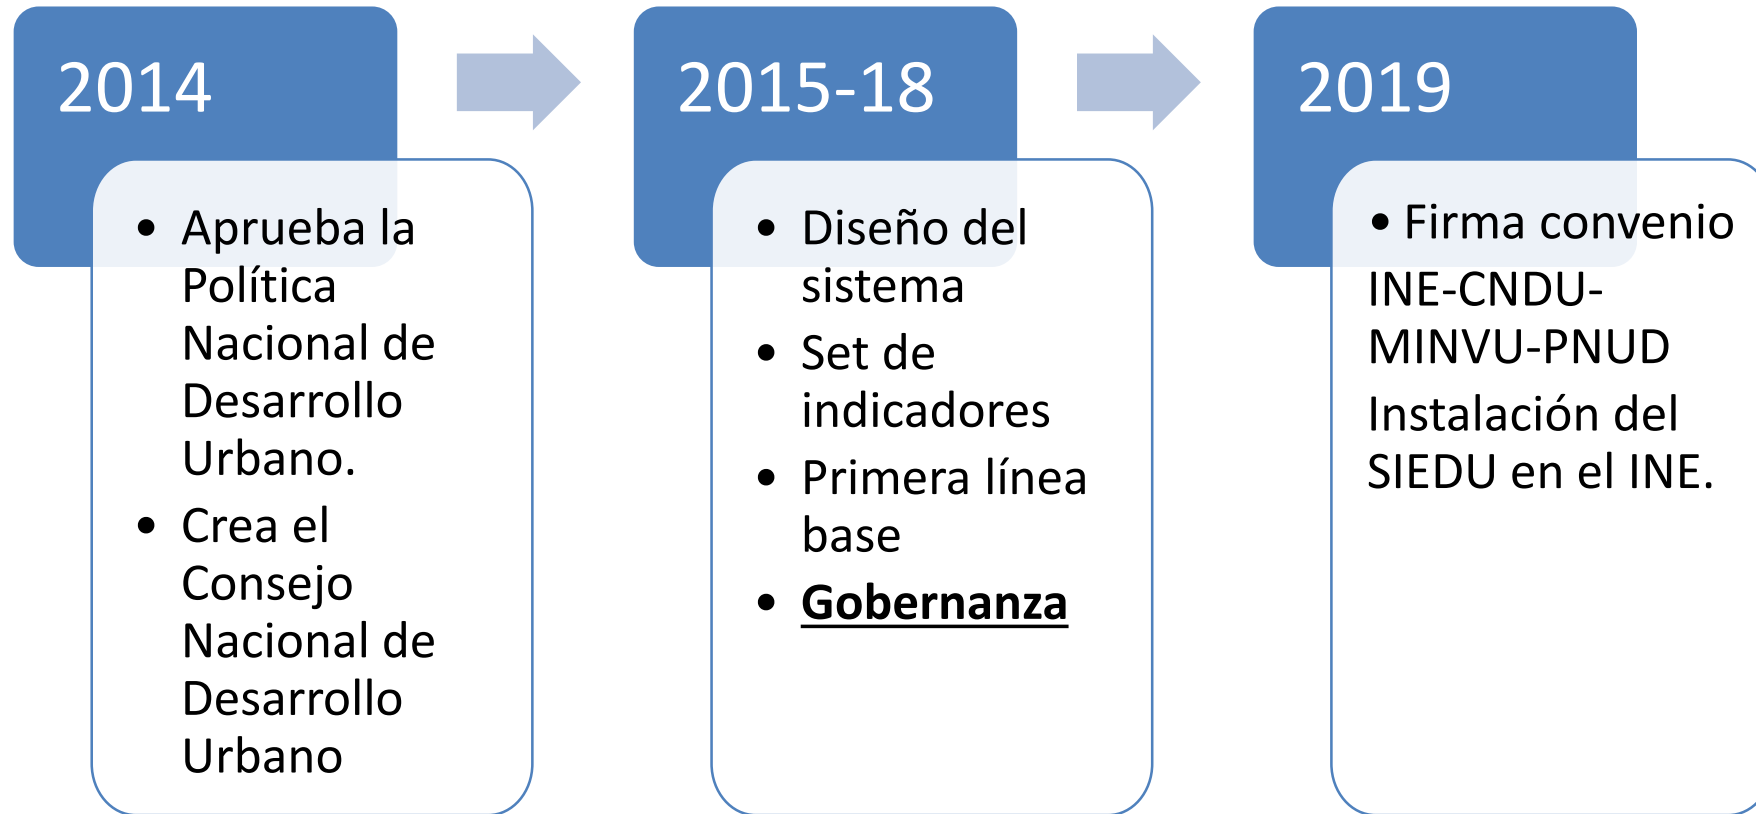 2014
• Aprueba la
Política
Nacional de
Desarrollo
Urbano.
• Crea el
Consejo
Nacional de
Desarrollo
Urbano
2015-18
• Diseño del
sistema
• Set de
indicadores
• Primera línea
base
• Gobernanza
2019
• Firma convenio
INE-CNDU-
MINVU-PNUD
Instalación del
SIEDU en el INE.